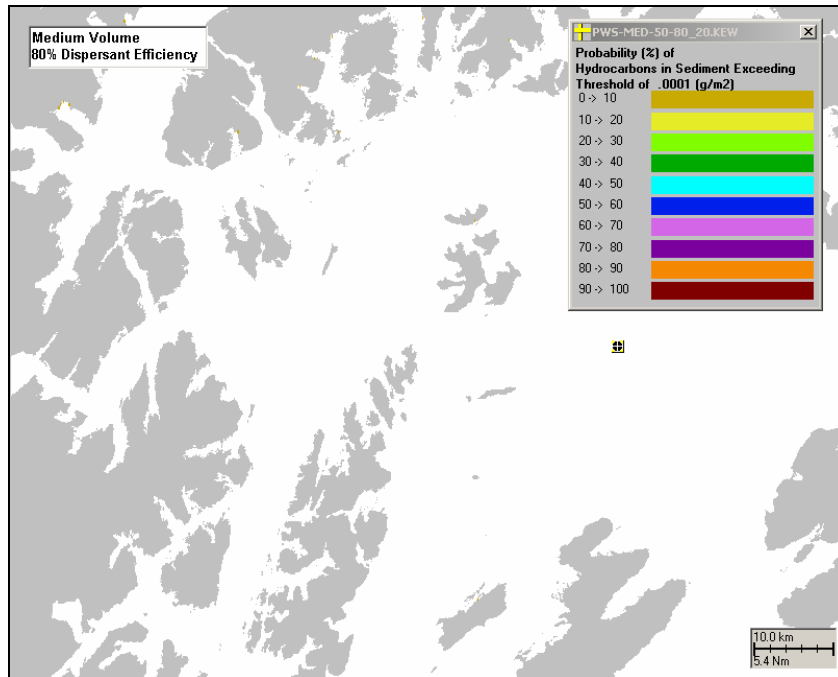 Medium Volume
80% Dispersant Efficiency
PWS-MED-50-80_20.KEW
Probability (%) of
Hydrocarbons in Sediment Exceeding
Threshold of .0001 (g/m2)
0 -> 10
10 -> 20
20 -> 30
30 -> 40
40 -> 50
50 -> 60
60 -> 70
70 -> 80
80 -> 90
90 -> 100
10.0 km
5.4 Nm